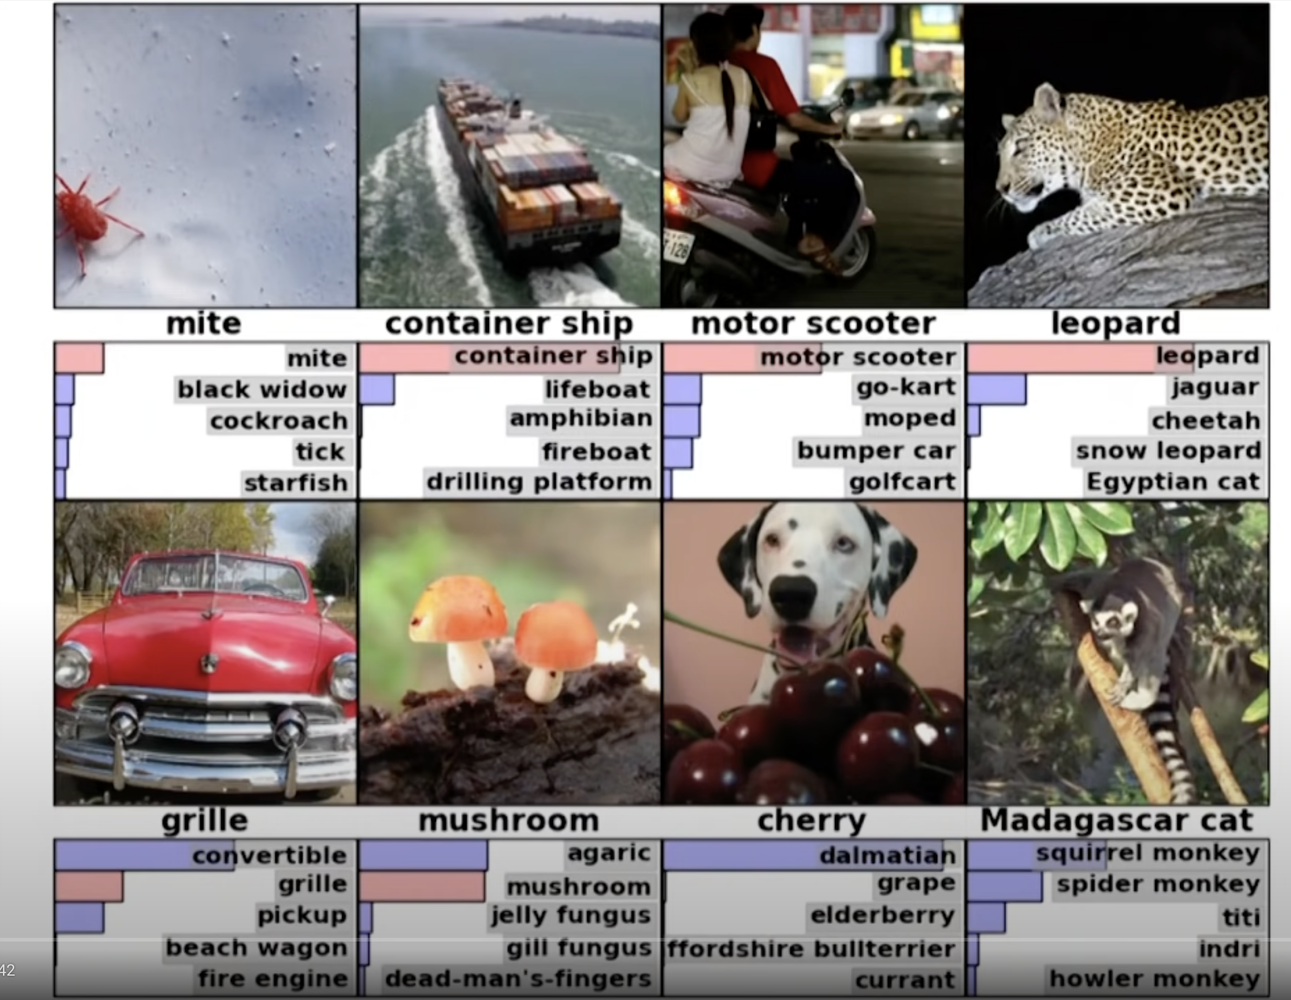 mite
container ship
motor scooter
leopard
mite
black widow
cockroach
tick
starfish
container ship
lifeboat
amphibian
fireboat
drilling platform
motor scooter
go-kart
moped
bumper car
golfcart
leopard
jaguar
cheetah
snow leopard
Egyptian cat
grille
mushroom
cherry
Madagascar cat
convertible
grille
pickup
beach wagon
fire engine
agaric
mushroom
jelly fungus
gill fungus
dead-man's-fingers
dalmatian
grape
elderberry
ffordshire bullterrier
currant
squirrel monkey
spider monkey
titi
indri
howler monkey
42